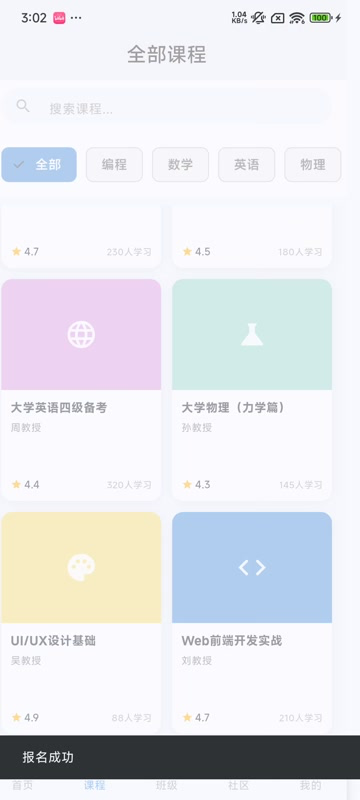 3:02
1.04 KB/s
100
全部课程
搜索课程...
全部 编程 数学 英语 物理
4.7 230人学习
4.5 180人学习
大学英语四级备考
周教授
4.4 320人学习
大学物理（力学篇）
孙教授
4.3 145人学习
UI/UX设计基础
吴教授
4.9 88人学习
Web前端开发实战
刘教授
4.7 210人学习
报名成功
首页 课程 班级 社区 我的